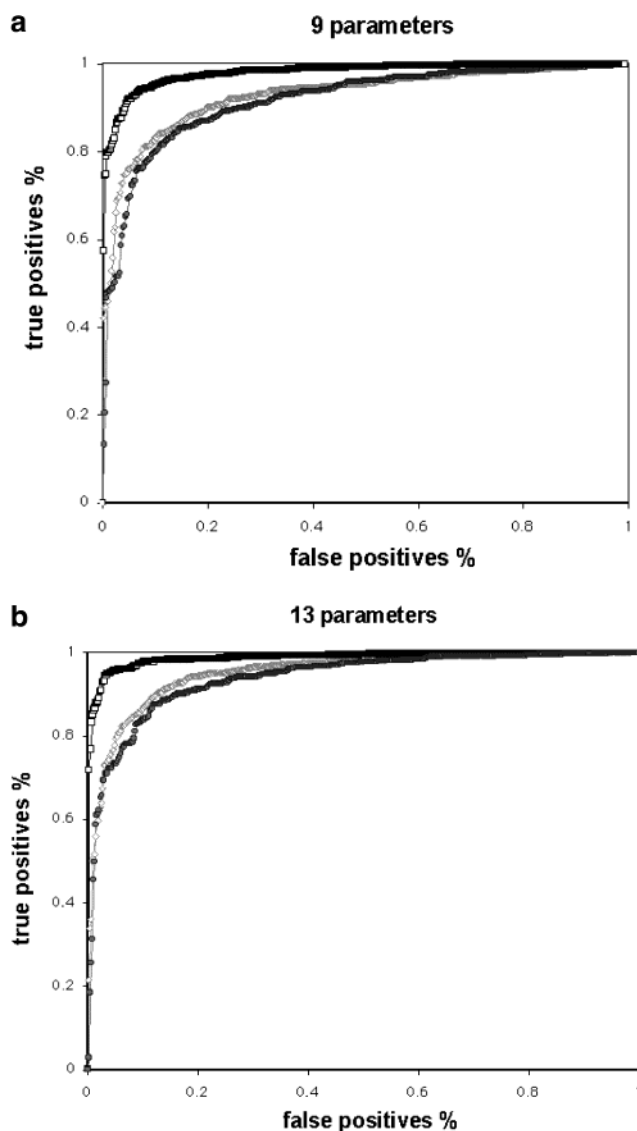 a
9 parameters
1
0.8
0.6
0.4
0.2
0
true positives %
0 0.2 0.4 0.6 0.8 1
false positives %
b
13 parameters
1
0.8
0.6
0.4
0.2
0
true positives %
0 0.2 0.4 0.6 0.8 1
false positives %